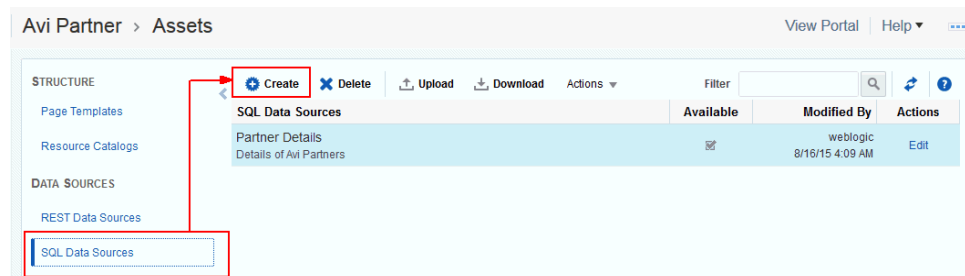 Avi Partner > Assets
View Portal
Help
STRUCTURE
Create
Delete
Upload
Download
Actions
Filter
Page Templates
SQL Data Sources
Available
Modified By
Actions
Resource Catalogs
Partner Details
Details of Avi Partners
weblogic
8/16/15 4:09 AM
Edit
DATA SOURCES
REST Data Sources
SQL Data Sources